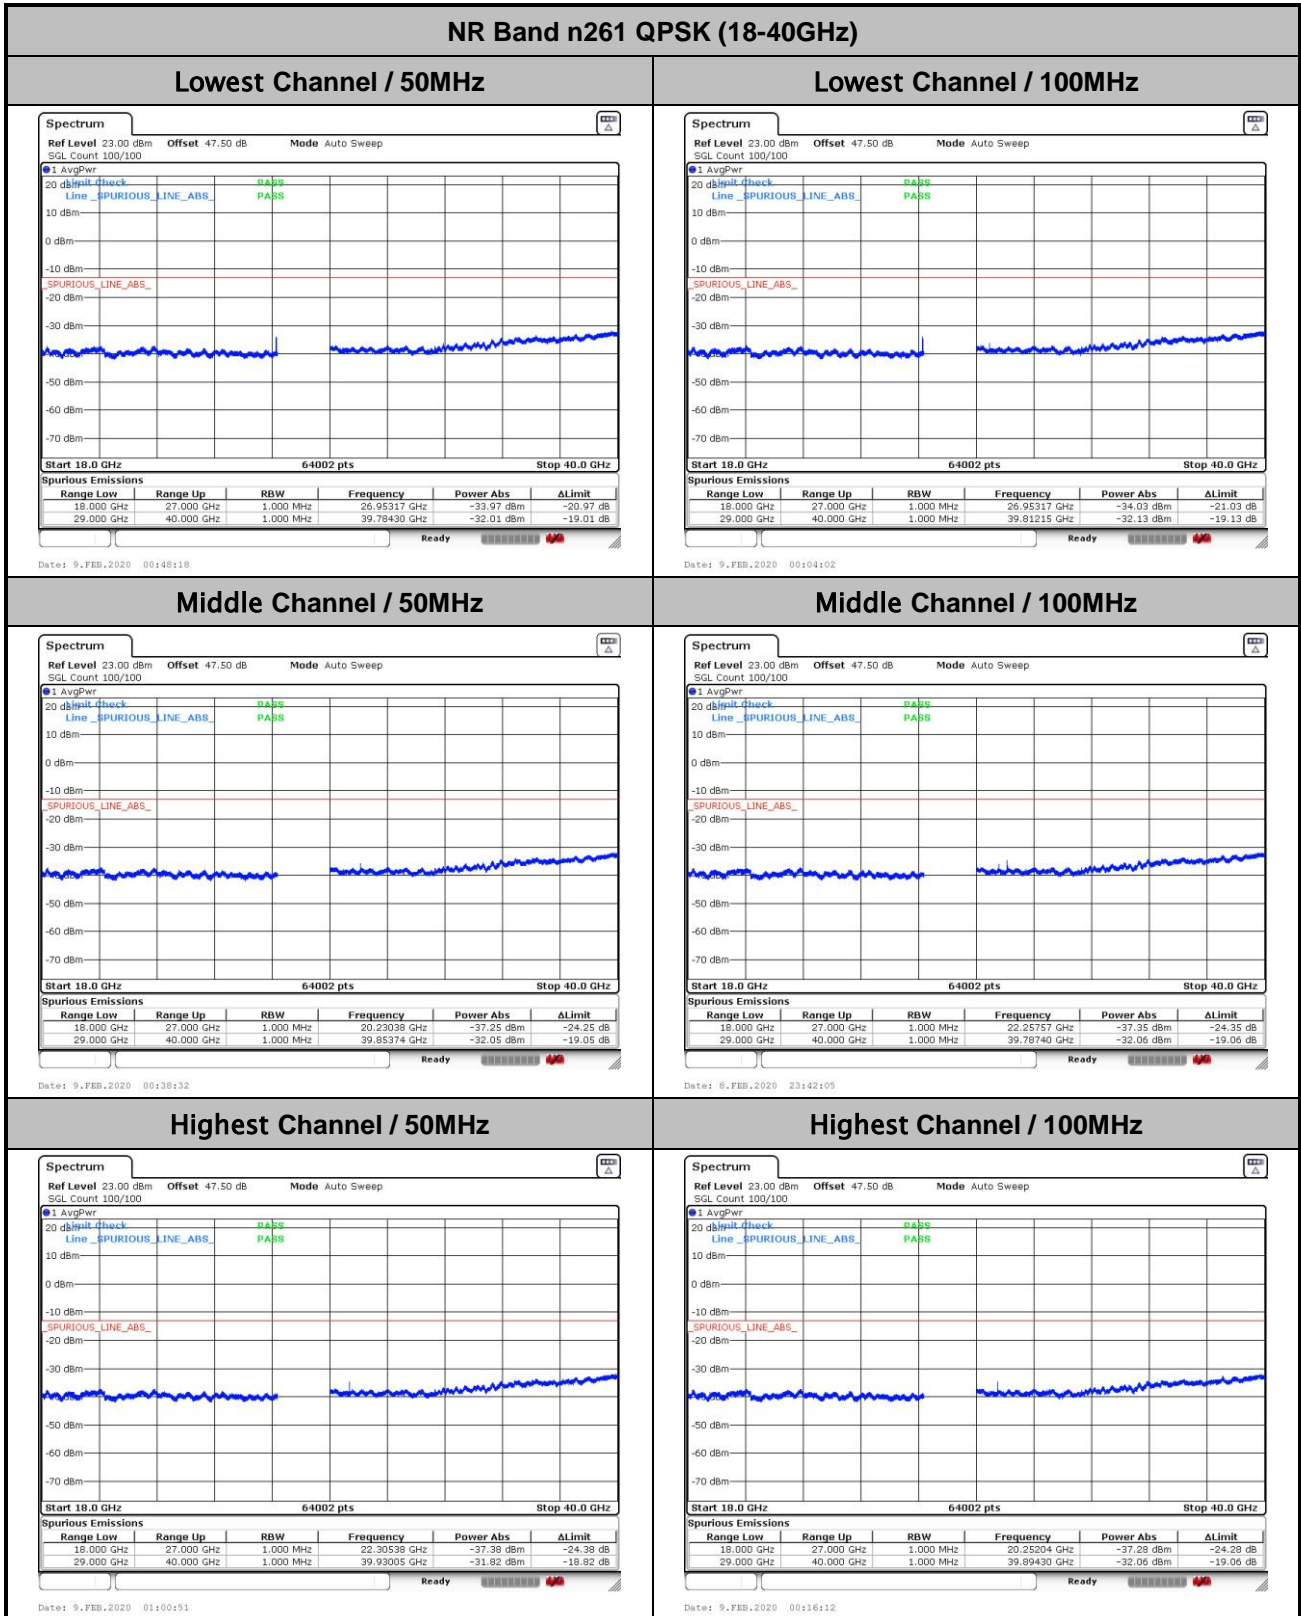 NR Band n261 QPSK (18-40GHz)
Lowest Channel / 50MHz
Spectrum
Ref Level 23.00 dBm Offset 47.50 dB Mode Auto Sweep
SGL Count 100/100
1 AvgPwr
Limit Check PASS
Line _SPURIOUS_LINE_ABS_ PASS
20 dBm
10 dBm
0 dBm
-10 dBm
_SPURIOUS_LINE_ABS_
-20 dBm
-30 dBm
-50 dBm
-60 dBm
-70 dBm
Start 18.0 GHz 64002 pts Stop 40.0 GHz
Spurious Emissions
Range Low Range Up RBW Frequency Power Abs ΔLimit
18.000 GHz 27.000 GHz 1.000 MHz 26.95317 GHz -33.97 dBm -20.97 dB
29.000 GHz 40.000 GHz 1.000 MHz 39.78430 GHz -32.01 dBm -19.01 dB
Ready
Date: 9.FEB.2020 00:48:18
Lowest Channel / 100MHz
Spectrum
Ref Level 23.00 dBm Offset 47.50 dB Mode Auto Sweep
SGL Count 100/100
1 AvgPwr
Limit Check PASS
Line _SPURIOUS_LINE_ABS_ PASS
20 dBm
10 dBm
0 dBm
-10 dBm
_SPURIOUS_LINE_ABS_
-20 dBm
-30 dBm
-50 dBm
-60 dBm
-70 dBm
Start 18.0 GHz 64002 pts Stop 40.0 GHz
Spurious Emissions
Range Low Range Up RBW Frequency Power Abs ΔLimit
18.000 GHz 27.000 GHz 1.000 MHz 26.95317 GHz -34.03 dBm -21.03 dB
29.000 GHz 40.000 GHz 1.000 MHz 39.81215 GHz -32.13 dBm -19.13 dB
Ready
Date: 9.FEB.2020 00:04:02
Middle Channel / 50MHz
Spectrum
Ref Level 23.00 dBm Offset 47.50 dB Mode Auto Sweep
SGL Count 100/100
1 AvgPwr
Limit Check PASS
Line _SPURIOUS_LINE_ABS_ PASS
20 dBm
10 dBm
0 dBm
-10 dBm
_SPURIOUS_LINE_ABS_
-20 dBm
-30 dBm
-50 dBm
-60 dBm
-70 dBm
Start 18.0 GHz 64002 pts Stop 40.0 GHz
Spurious Emissions
Range Low Range Up RBW Frequency Power Abs ΔLimit
18.000 GHz 27.000 GHz 1.000 MHz 20.23038 GHz -37.25 dBm -24.25 dB
29.000 GHz 40.000 GHz 1.000 MHz 39.85374 GHz -32.05 dBm -19.05 dB
Ready
Date: 9.FEB.2020 00:38:32
Middle Channel / 100MHz
Spectrum
Ref Level 23.00 dBm Offset 47.50 dB Mode Auto Sweep
SGL Count 100/100
1 AvgPwr
Limit Check PASS
Line _SPURIOUS_LINE_ABS_ PASS
20 dBm
10 dBm
0 dBm
-10 dBm
_SPURIOUS_LINE_ABS_
-20 dBm
-30 dBm
-50 dBm
-60 dBm
-70 dBm
Start 18.0 GHz 64002 pts Stop 40.0 GHz
Spurious Emissions
Range Low Range Up RBW Frequency Power Abs ΔLimit
18.000 GHz 27.000 GHz 1.000 MHz 22.25757 GHz -37.35 dBm -24.35 dB
29.000 GHz 40.000 GHz 1.000 MHz 39.78740 GHz -32.06 dBm -19.06 dB
Ready
Date: 8.FEB.2020 23:42:05
Highest Channel / 50MHz
Spectrum
Ref Level 23.00 dBm Offset 47.50 dB Mode Auto Sweep
SGL Count 100/100
1 AvgPwr
Limit Check PASS
Line _SPURIOUS_LINE_ABS_ PASS
20 dBm
10 dBm
0 dBm
-10 dBm
_SPURIOUS_LINE_ABS_
-20 dBm
-30 dBm
-50 dBm
-60 dBm
-70 dBm
Start 18.0 GHz 64002 pts Stop 40.0 GHz
Spurious Emissions
Range Low Range Up RBW Frequency Power Abs ΔLimit
18.000 GHz 27.000 GHz 1.000 MHz 22.30538 GHz -37.38 dBm -24.38 dB
29.000 GHz 40.000 GHz 1.000 MHz 39.93005 GHz -31.82 dBm -18.82 dB
Ready
Date: 9.FEB.2020 01:00:51
Highest Channel / 100MHz
Spectrum
Ref Level 23.00 dBm Offset 47.50 dB Mode Auto Sweep
SGL Count 100/100
1 AvgPwr
Limit Check PASS
Line _SPURIOUS_LINE_ABS_ PASS
20 dBm
10 dBm
0 dBm
-10 dBm
_SPURIOUS_LINE_ABS_
-20 dBm
-30 dBm
-50 dBm
-60 dBm
-70 dBm
Start 18.0 GHz 64002 pts Stop 40.0 GHz
Spurious Emissions
Range Low Range Up RBW Frequency Power Abs ΔLimit
18.000 GHz 27.000 GHz 1.000 MHz 20.25204 GHz -37.28 dBm -24.28 dB
29.000 GHz 40.000 GHz 1.000 MHz 39.89430 GHz -32.06 dBm -19.06 dB
Ready
Date: 9.FEB.2020 00:16:12